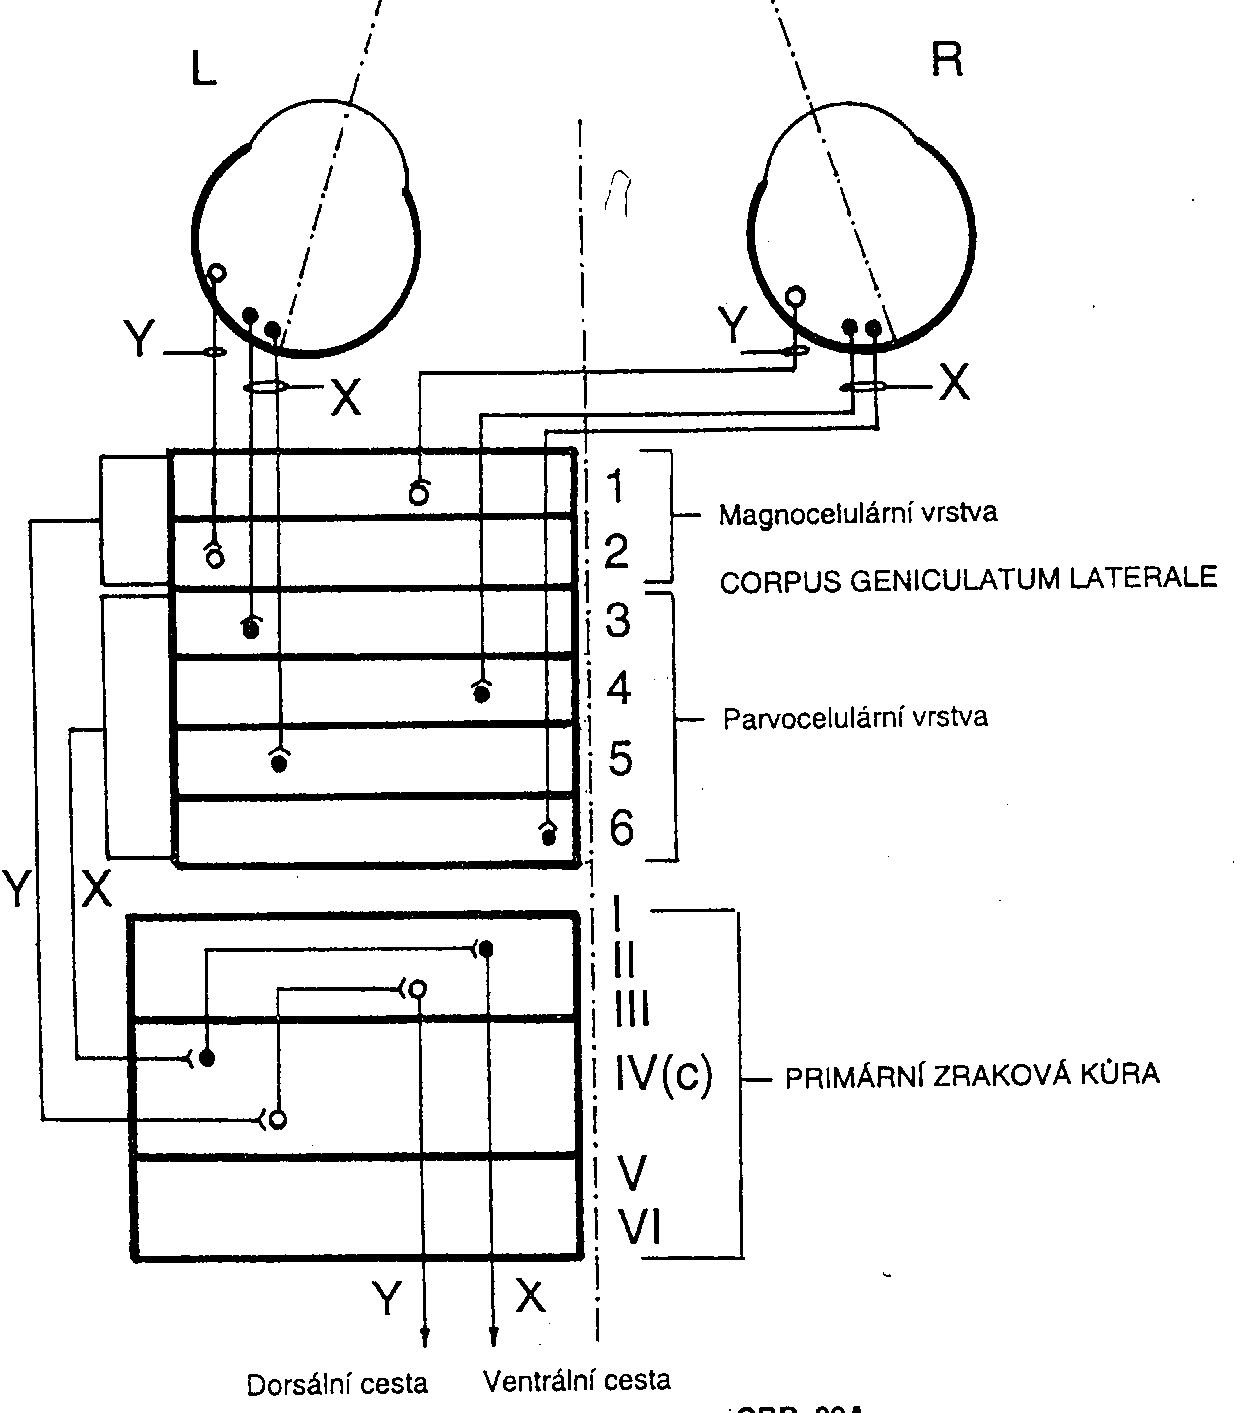 L
R
Y
X
Y
X
1
Magnocelulární vrstva
2
CORPUS GENICULATUM LATERALE
3
4
Parvocelulární vrstva
5
6
Y
X
I
II
III
IV(c)
PRIMÁRNÍ ZRAKOVÁ KŮRA
V
VI
Y
X
Dorsální cesta
Ventrální cesta